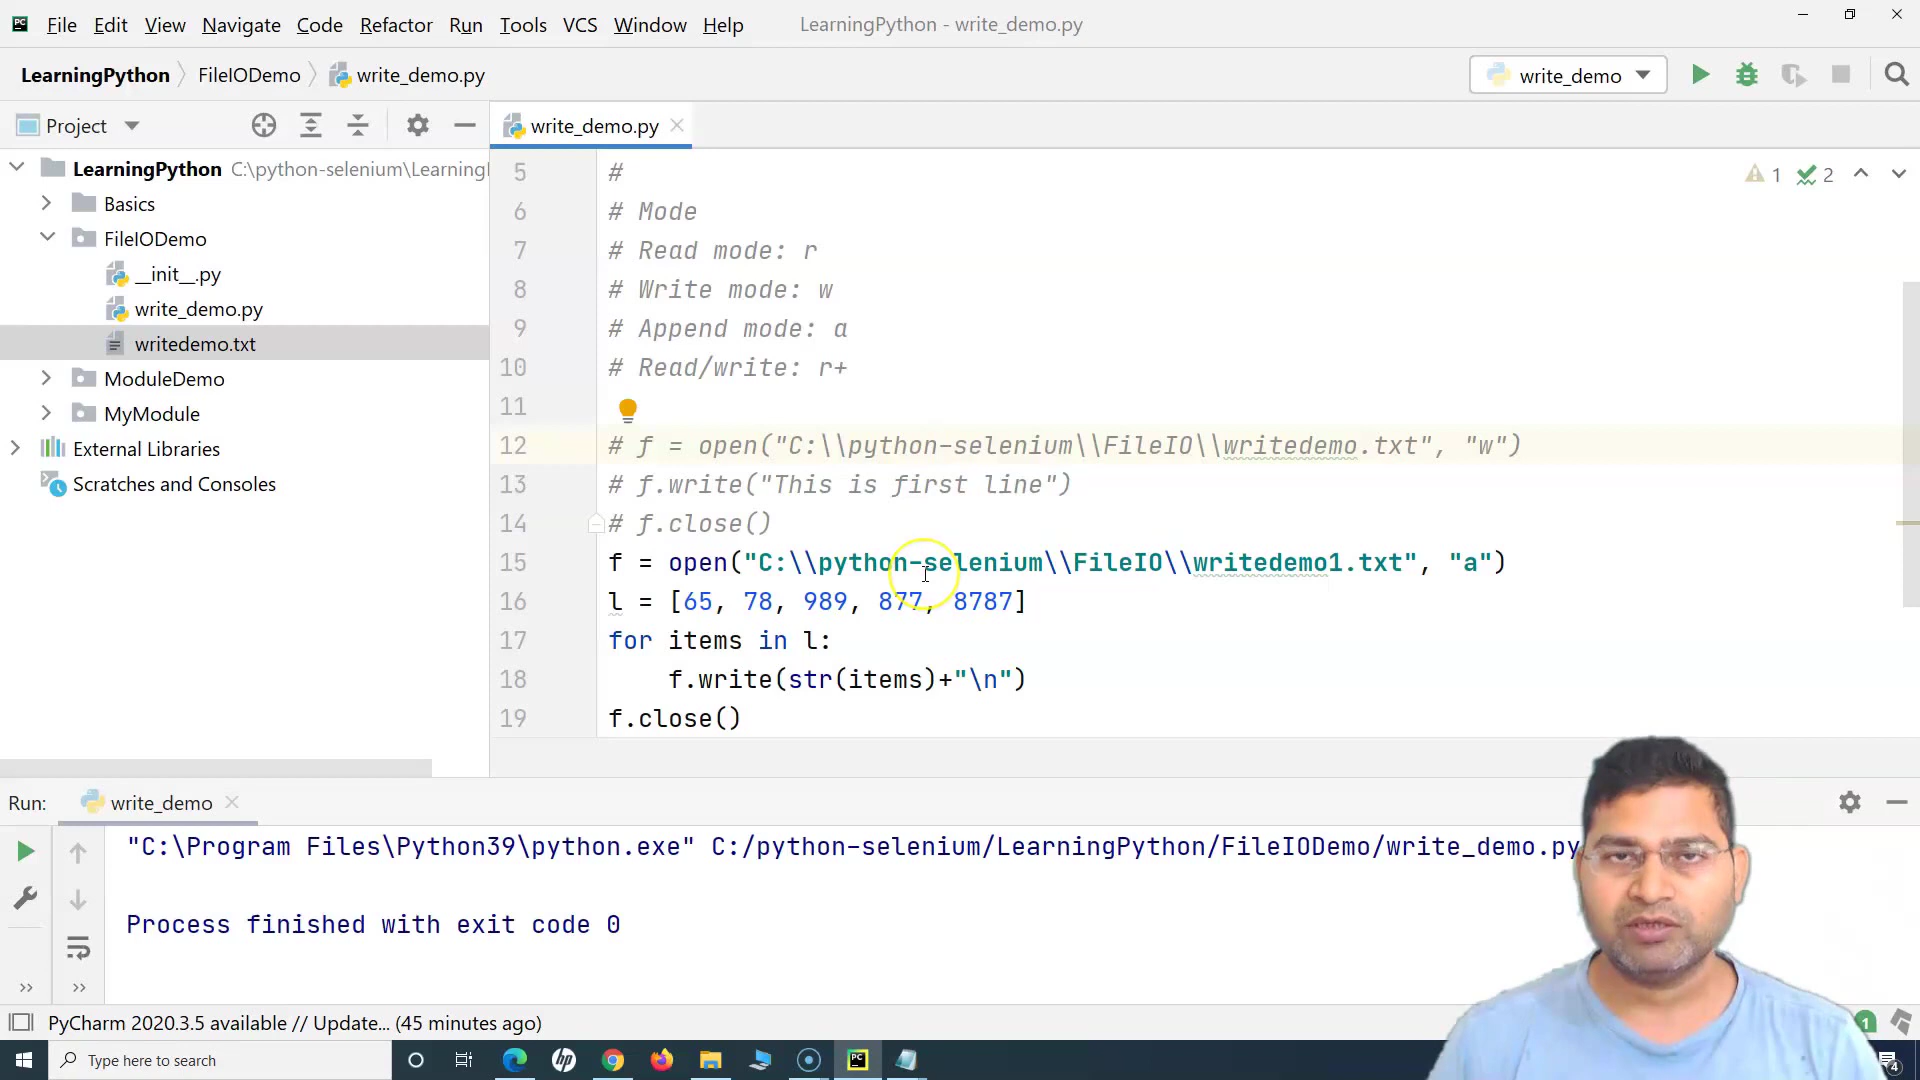 PC File Edit View Navigate Code Refactor Run Tools VCS Window Help LearningPython - write_demo.py
LearningPython FileIODemo write_demo.py write_demo
Project write_demo.py
LearningPython C:\python-selenium\Learning
Basics
FileIODemo
__init__.py
write_demo.py
writedemo.txt
ModuleDemo
MyModule
External Libraries
Scratches and Consoles
1 2
5 #
6 # Mode
7 # Read mode: r
8 # Write mode: w
9 # Append mode: a
10 # Read/write: r+
11
12 # f = open("C:\\python-selenium\\FileIO\\writedemo.txt", "w")
13 # f.write("This is first line")
14 # f.close()
15 f = open("C:\\python-selenium\\FileIO\\writedemo1.txt", "a")
16 l = [65, 78, 989, 877, 8787]
17 for items in l:
18 f.write(str(items)+"\n")
19 f.close()
Run: write_demo
"C:\Program Files\Python39\python.exe" C:/python-selenium/LearningPython/FileIODemo/write_demo.py
Process finished with exit code 0
PyCharm 2020.3.5 available // Update... (45 minutes ago) 1
Type here to search hp PC 4